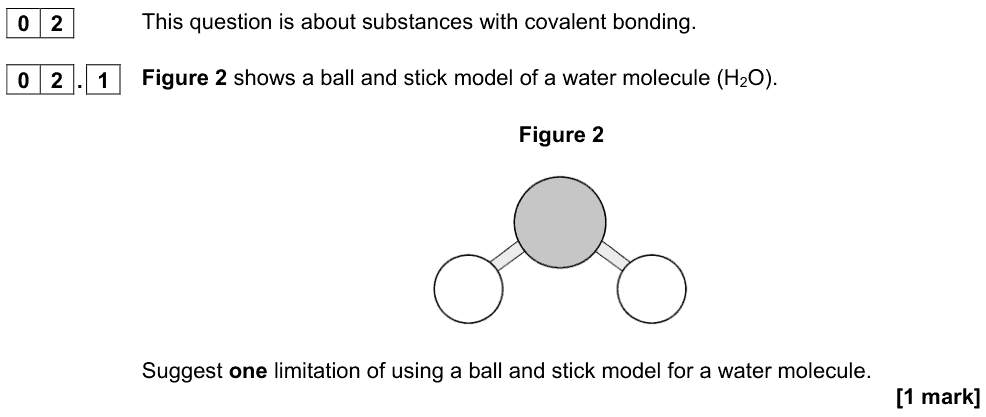 0 2 This question is about substances with covalent bonding.
0 2 . 1 Figure 2 shows a ball and stick model of a water molecule (H₂O).
Figure 2
Suggest one limitation of using a ball and stick model for a water molecule.
[1 mark]